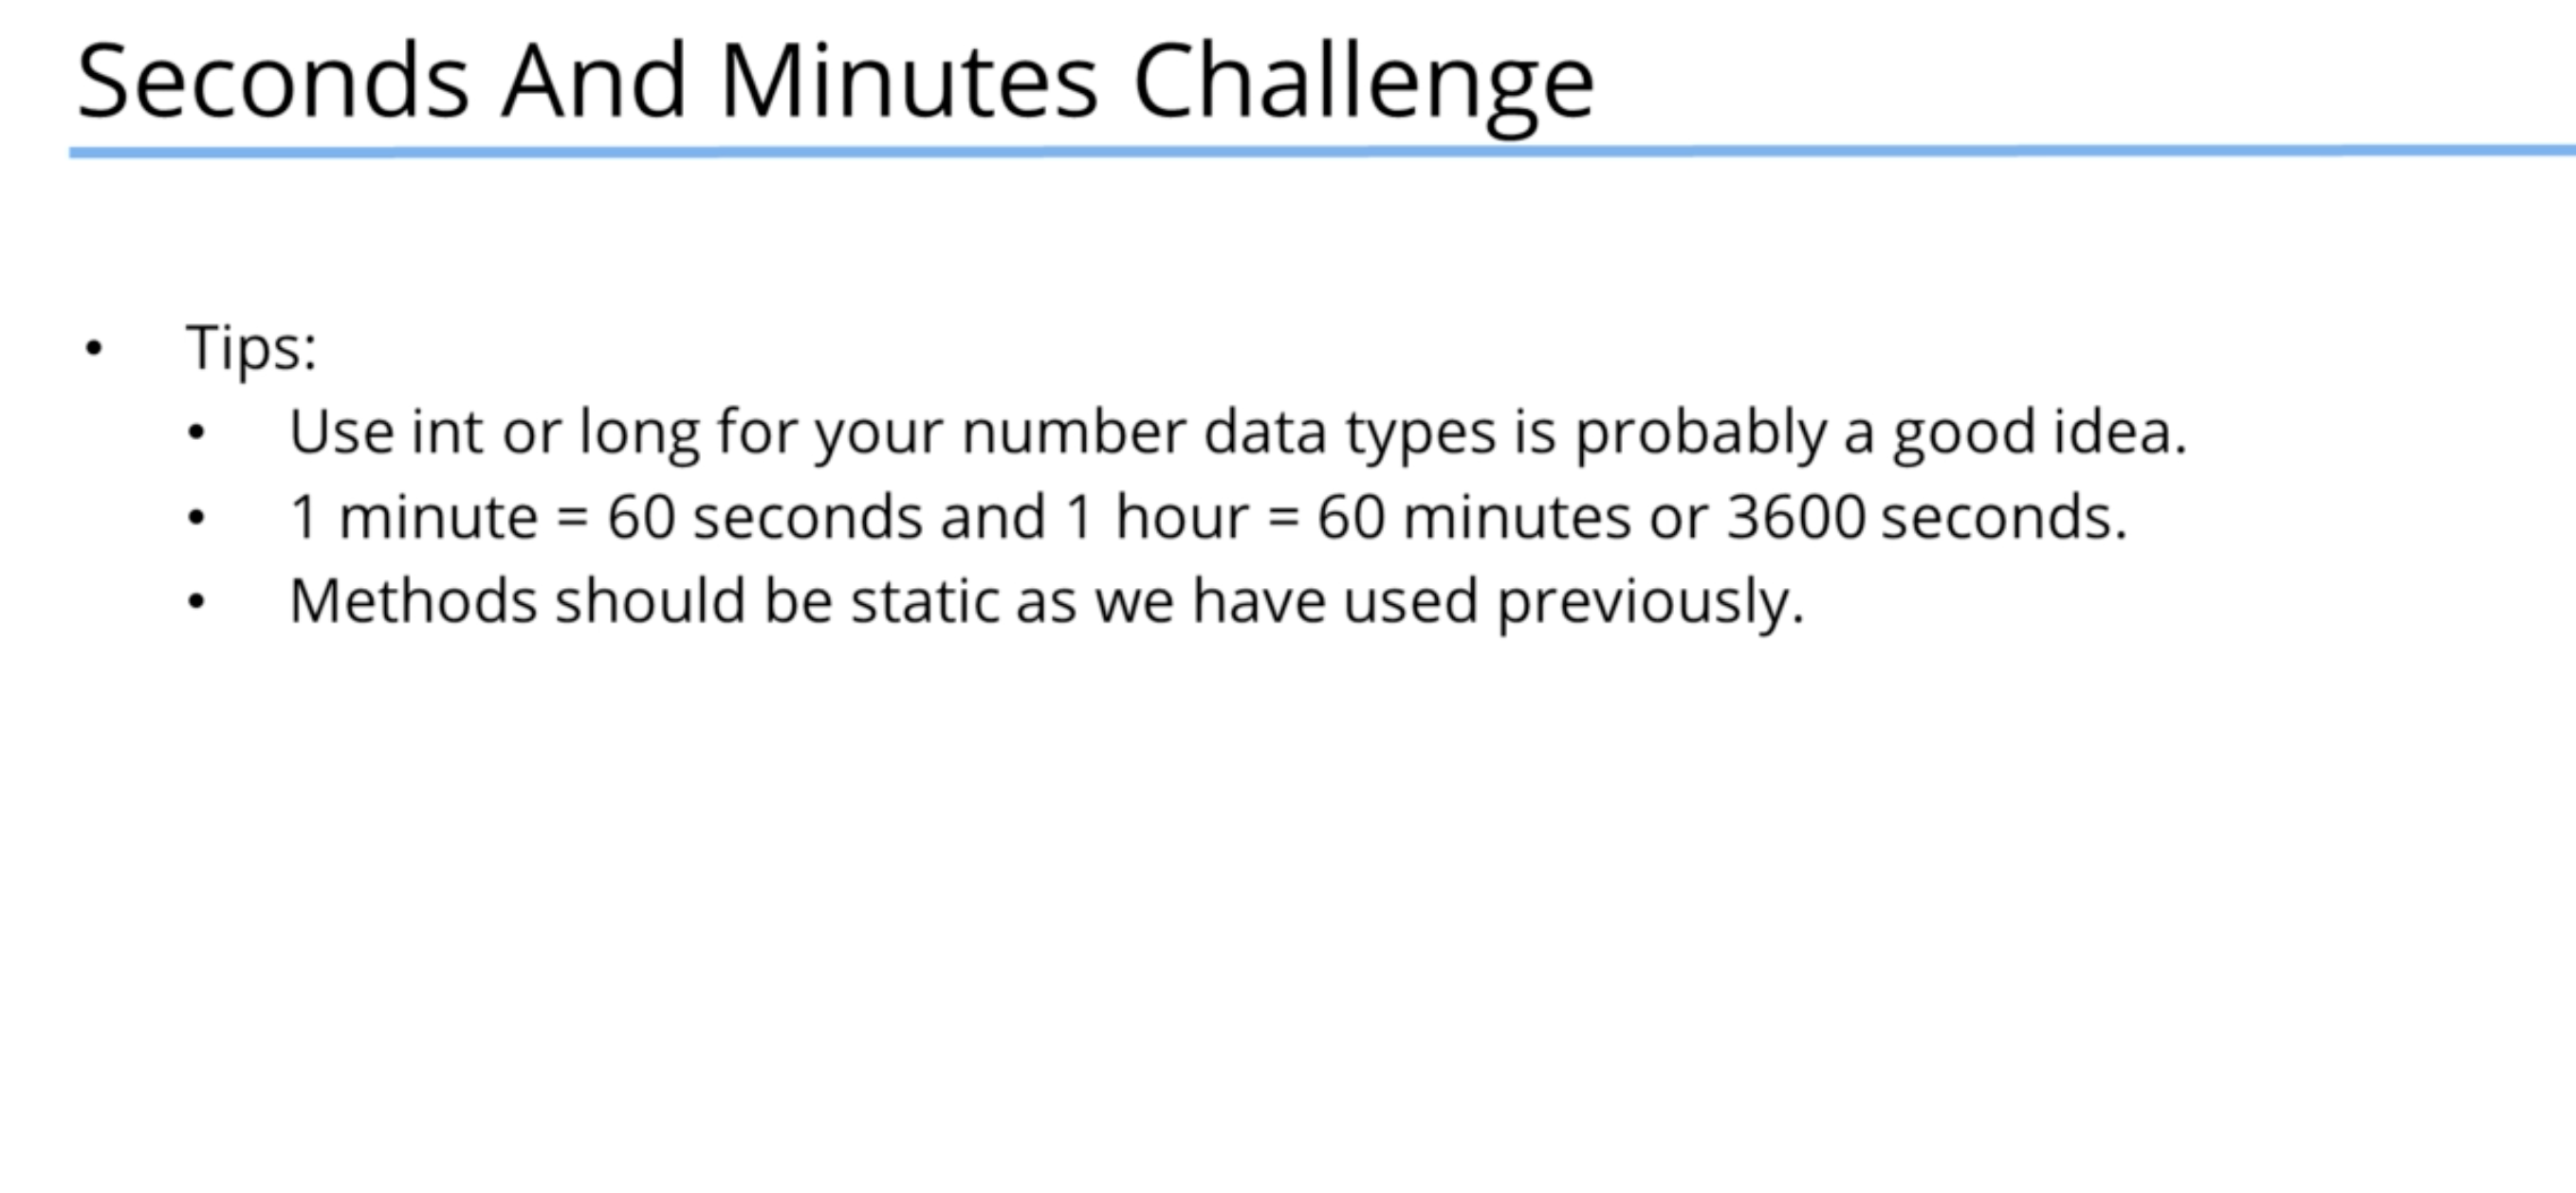 Seconds And Minutes Challenge
• Tips:
• Use int or long for your number data types is probably a good idea.
• 1 minute = 60 seconds and 1 hour = 60 minutes or 3600 seconds.
• Methods should be static as we have used previously.